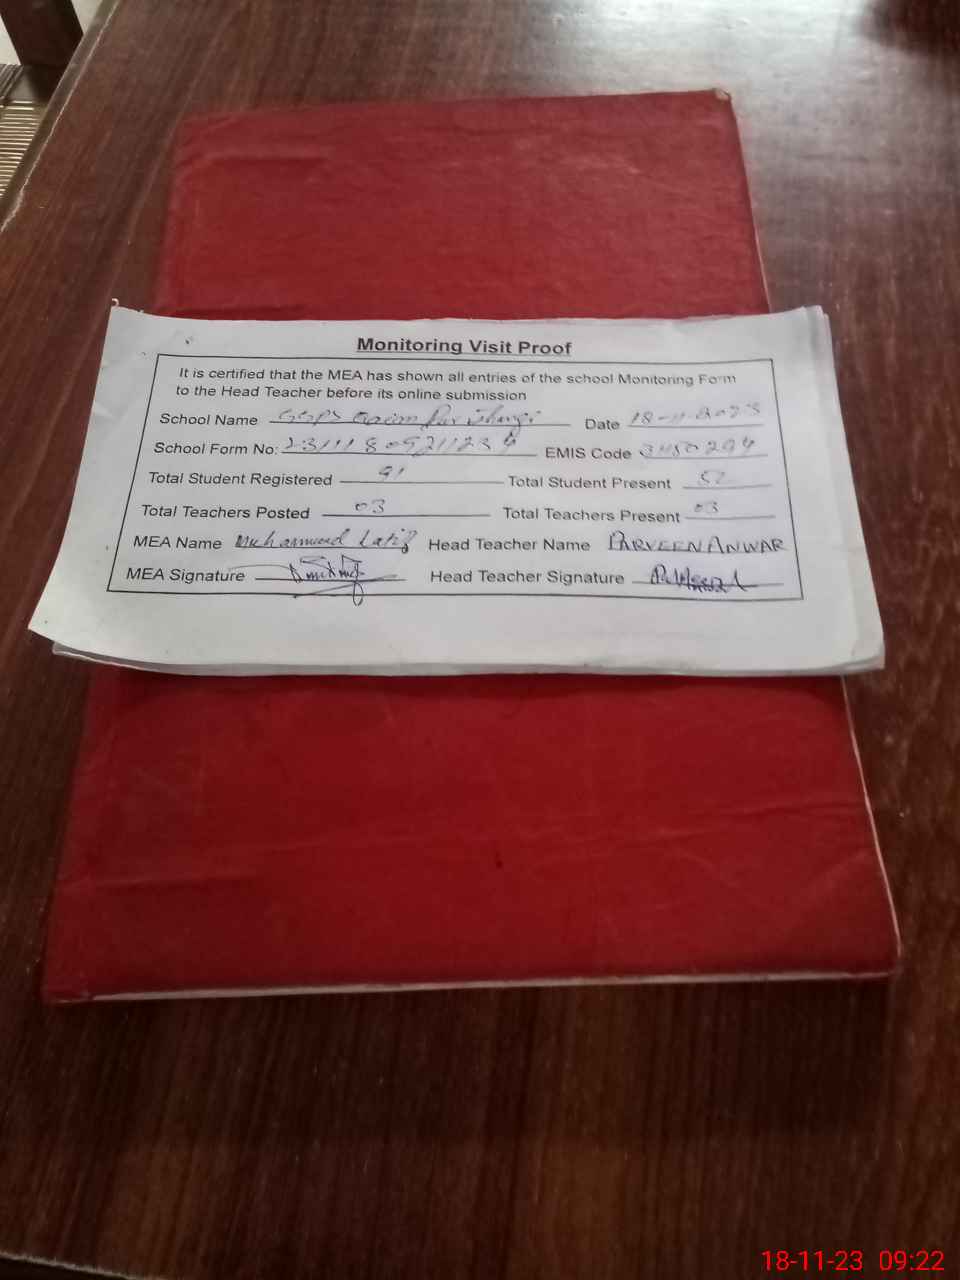 Monitoring Visit Proof
It is certified that the MEA has shown all entries of the school Monitoring Form
to the Head Teacher before its online submission
School Name GGPS Jhangi Date 18-11-2023
School Form No: EMIS Code
Total Student Registered 91 Total Student Present 52
Total Teachers Posted 03 Total Teachers Present 03
MEA Name Muhammad Latif Head Teacher Name PARVEEN ANWAR
MEA Signature Head Teacher Signature
18-11-23 09:22